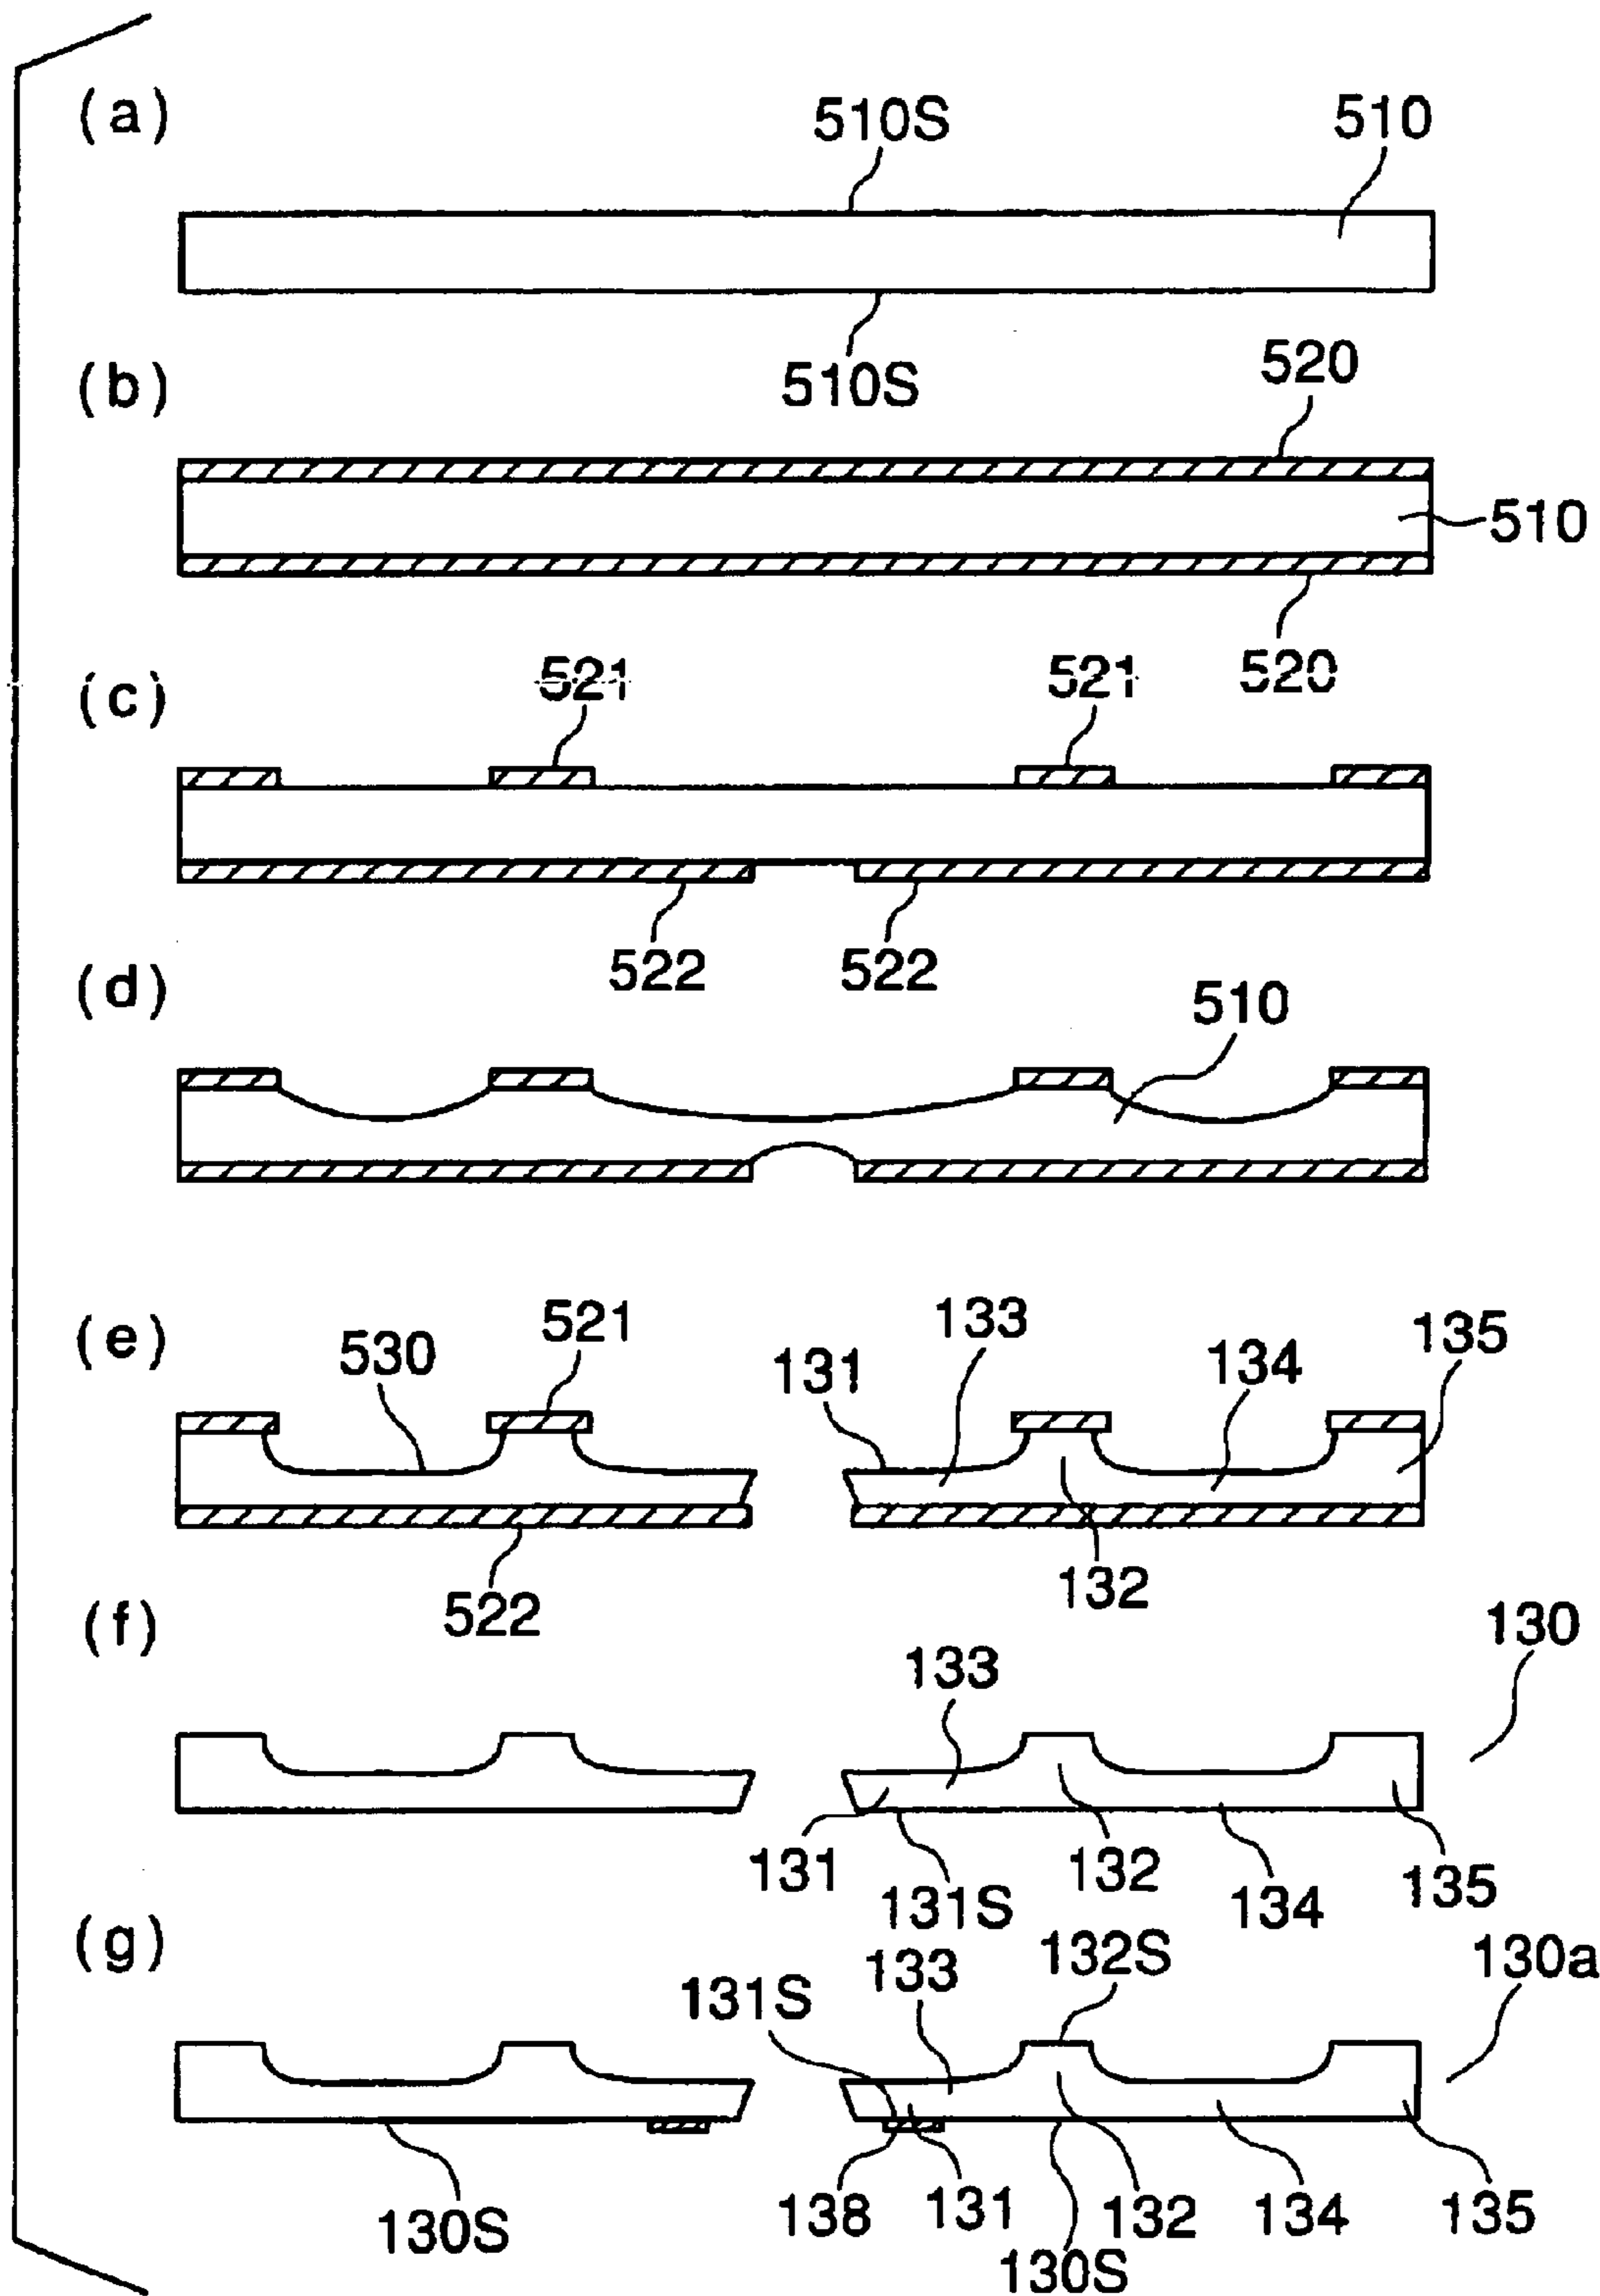 (a)
510S 510
510S
(b)
520
510
520
(c)
521 521
522 522
(d)
510
(e)
530 521 131 133 134 135
522 132
(f)
130
133
131 131S 132 134 135
(g)
130a
131S 133 132S
130S 138 131 130S 132 134 135